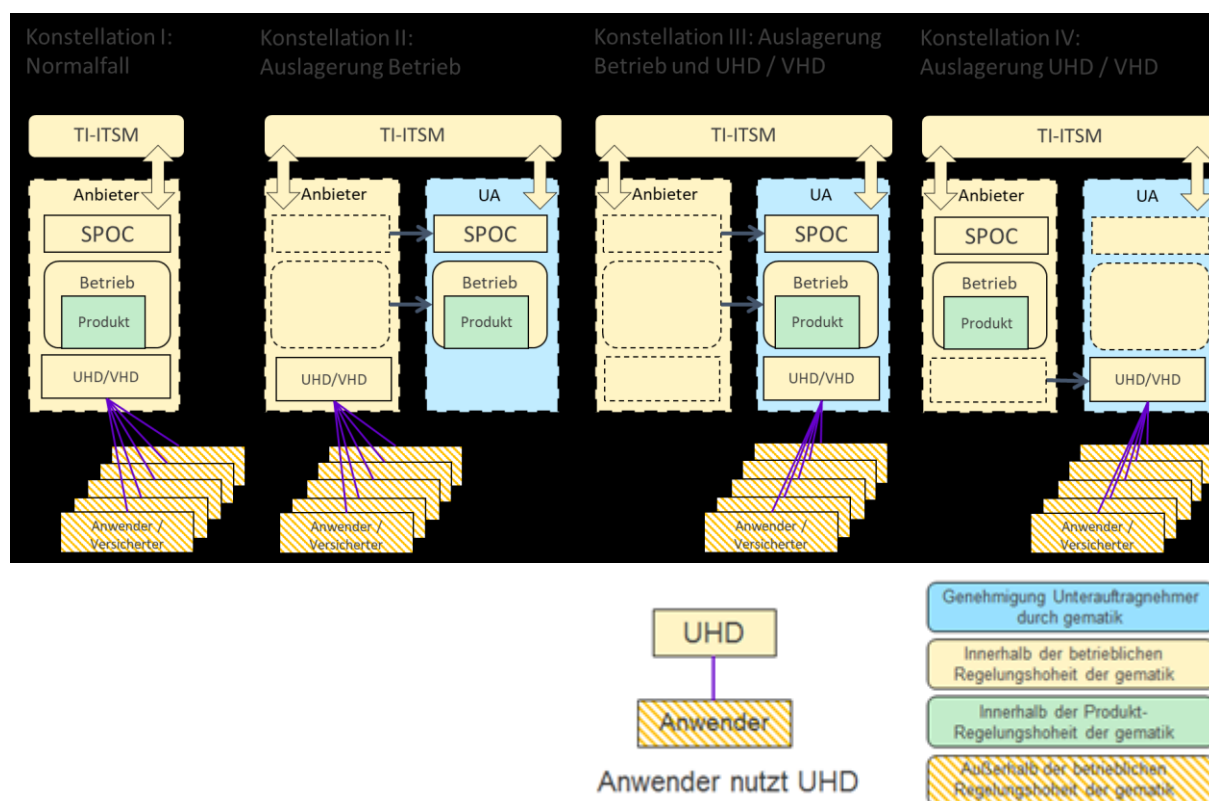 Konstellation I:
Normalfall
TI-ITSM
Anbieter
SPOC
Betrieb
Produkt
UHD/VHD
Anwender /
Versicherter
Konstellation II:
Auslagerung Betrieb
TI-ITSM
Anbieter
UA
SPOC
Betrieb
Produkt
UHD/VHD
Anwender /
Versicherter
Konstellation III: Auslagerung
Betrieb und UHD / VHD
TI-ITSM
Anbieter
UA
SPOC
Betrieb
Produkt
UHD/VHD
Anwender /
Versicherter
Konstellation IV:
Auslagerung UHD / VHD
TI-ITSM
Anbieter
UA
SPOC
Betrieb
Produkt
UHD/VHD
Anwender /
Versicherter
UHD
Anwender
Anwender nutzt UHD
Genehmigung Unterauftragnehmer
durch gematik
Innerhalb der betrieblichen
Regelungshoheit der gematik
Innerhalb der Produkt-
Regelungshoheit der gematik
Außerhalb der betrieblichen
Regelungshoheit der gematik